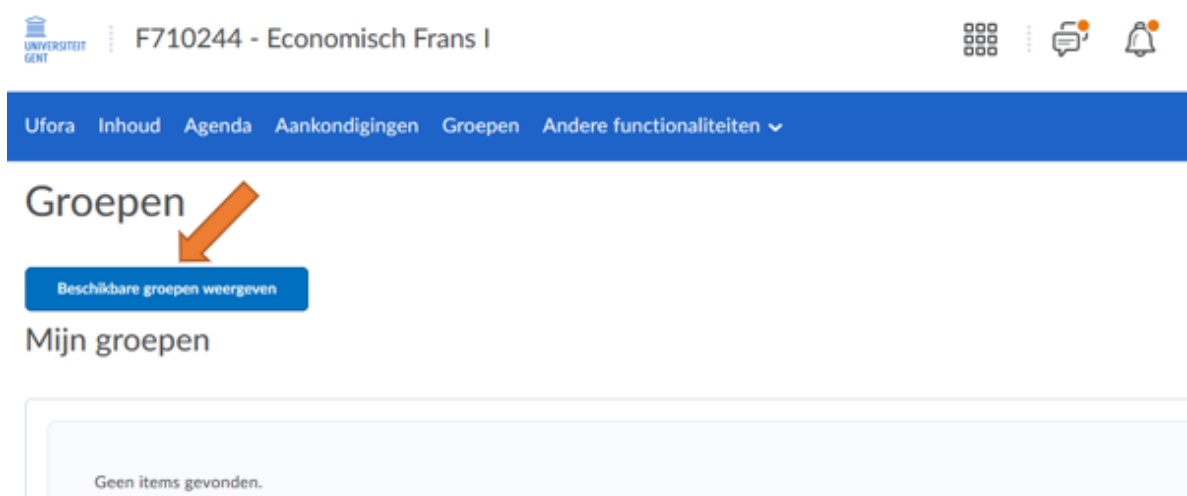 UNIVERSITEIT
GENT
F710244 - Economisch Frans I
Ufora Inhoud Agenda Aankondigingen Groepen Andere functionaliteiten
Groepen
Beschikbare groepen weergeven
Mijn groepen
Geen items gevonden.